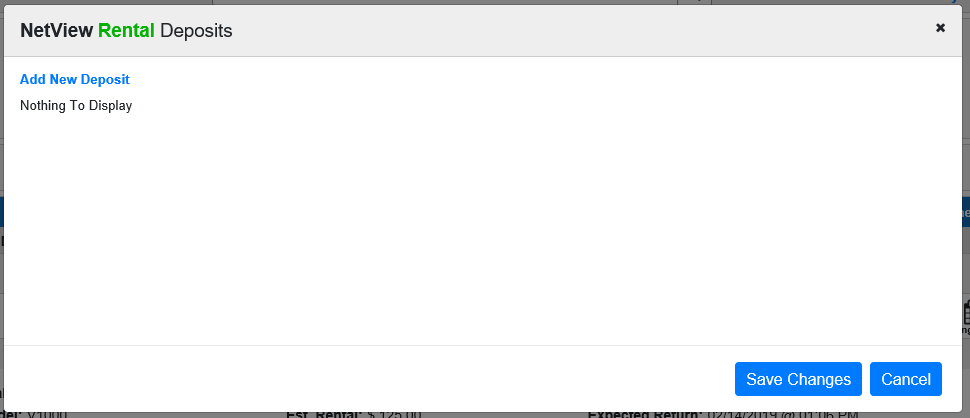 NetView Rental Deposits
Add New Deposit
Nothing To Display
Save Changes Cancel
Est. Rental: $ 125.00 Expected Return: 02/14/2019 @ 01:06 PM